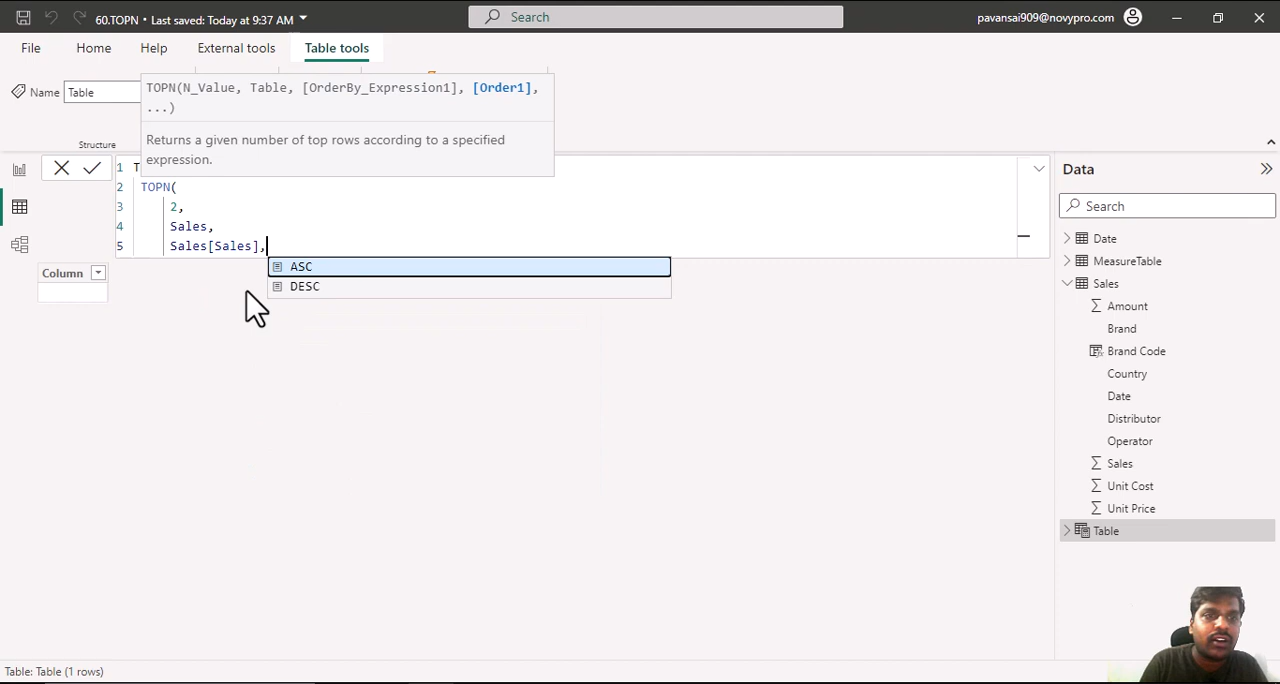 60.TOPN • Last saved: Today at 9:37 AM
Search
pavansai909@novypro.com
File
Home
Help
External tools
Table tools
Name
Table
TOPN(N_Value, Table, [OrderBy_Expression1], [Order1],
...)
Returns a given number of top rows according to a specified
expression.
Structure
1 T
2 TOPN(
3 2,
4 Sales,
5 Sales[Sales],
ASC
DESC
Column
Data
Search
Date
MeasureTable
Sales
Amount
Brand
Brand Code
Country
Date
Distributor
Operator
Sales
Unit Cost
Unit Price
Table
Table: Table (1 rows)